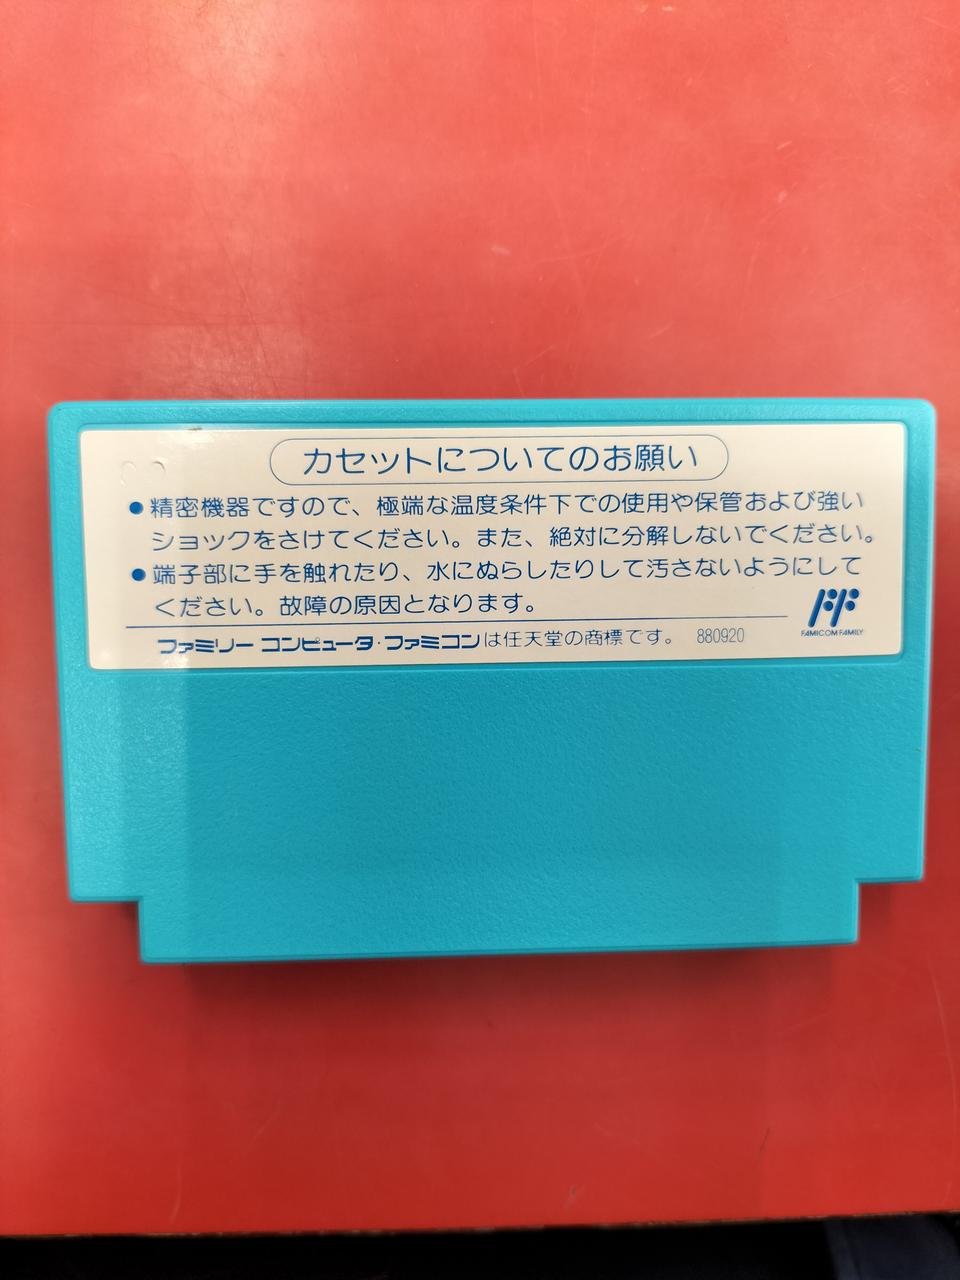 カセットについてのお願い
●精密機器ですので、極端な温度条件下での使用や保管および強い
ショックをさけてください。また、絶対に分解しないでください。
●端子部に手を触れたり、水にぬらしたりして汚さないようにして
ください。故障の原因となります。
ファミリー コンピュータ・ファミコンは任天堂の商標です。 880920
FAMICOM FAMILY